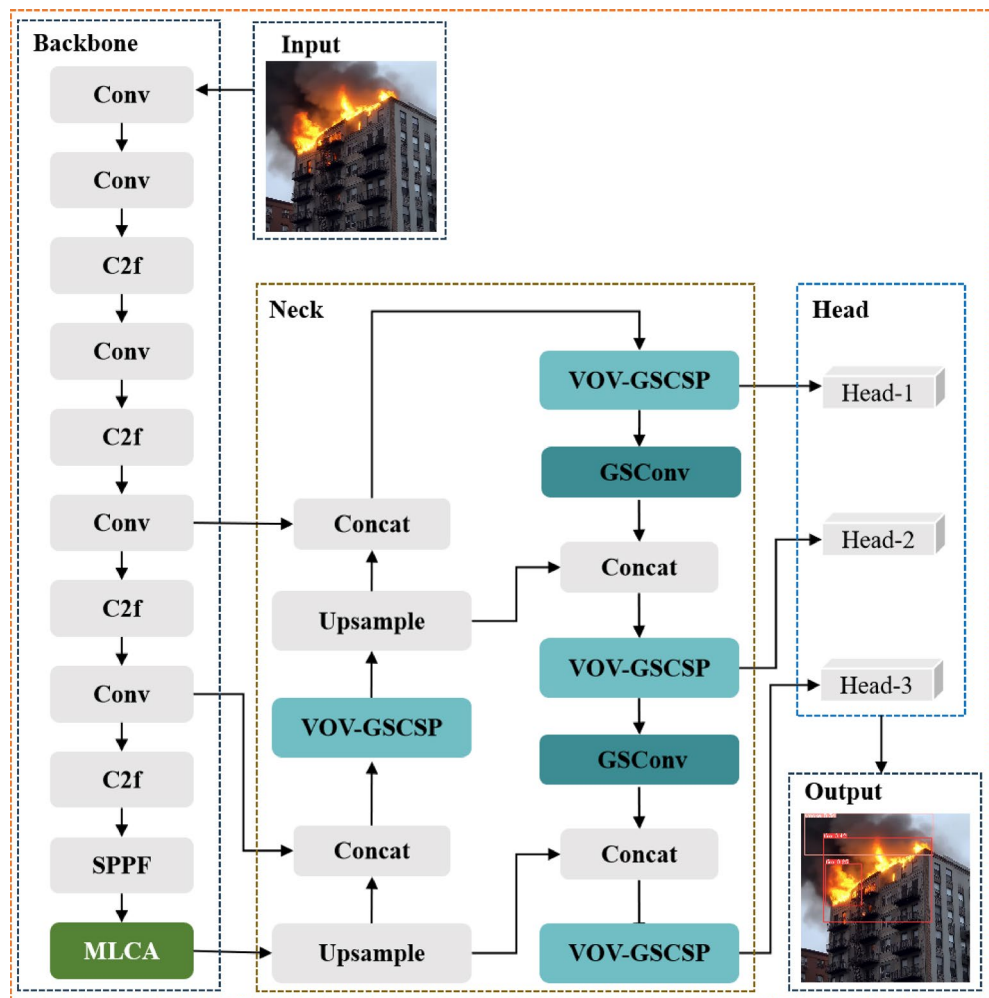 Backbone
Conv
Conv
C2f
Conv
C2f
Conv
C2f
Conv
C2f
SPPF
MLCA
Input
Neck
Concat
Upsample
VOV-GSCSP
Concat
Upsample
VOV-GSCSP
GSConv
Concat
VOV-GSCSP
GSConv
Concat
VOV-GSCSP
Head
Head-1
Head-2
Head-3
Output